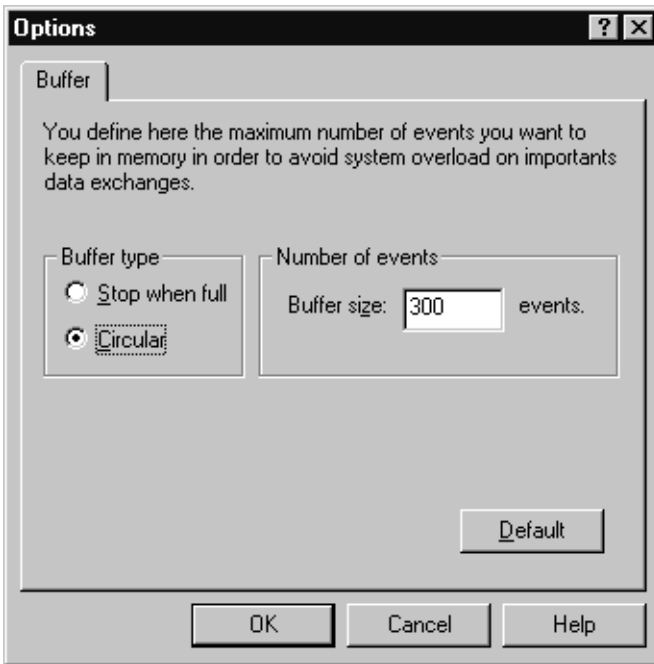 Options
Buffer
You define here the maximum number of events you want to
keep in memory in order to avoid system overload on importants
data exchanges.
Buffer type
Stop when full
Circular
Number of events
Buffer size: 300 events.
Default
OK Cancel Help